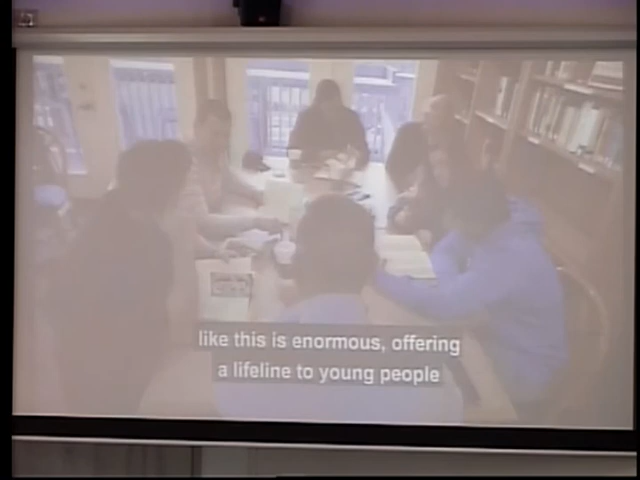 like this is enormous, offering
a lifeline to young people